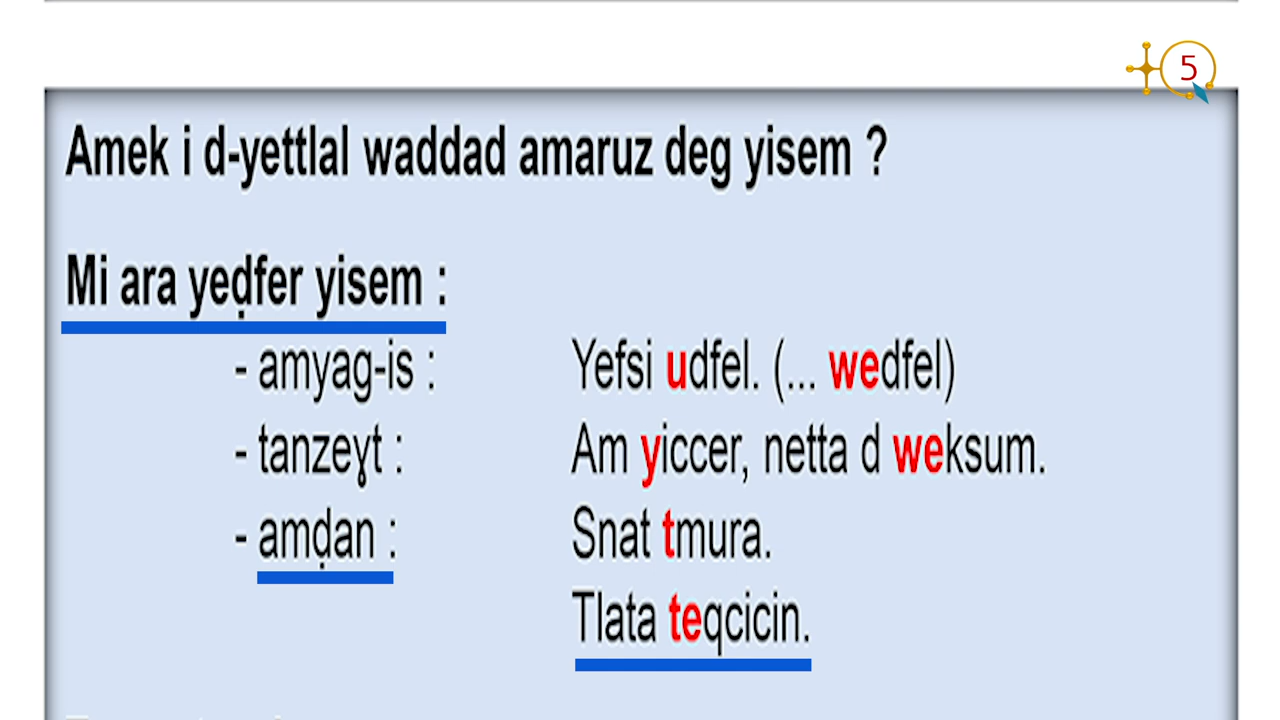 5
Amek i d-yettlal waddad amaruz deg yisem ?
Mi ara yeḍfer yisem :
- amyag-is : Yefsi udfel. (... wedfel)
- tanzeɣt : Am yiccer, netta d weksum.
- amḍan : Snat tmura.
Tlata teqcicin.